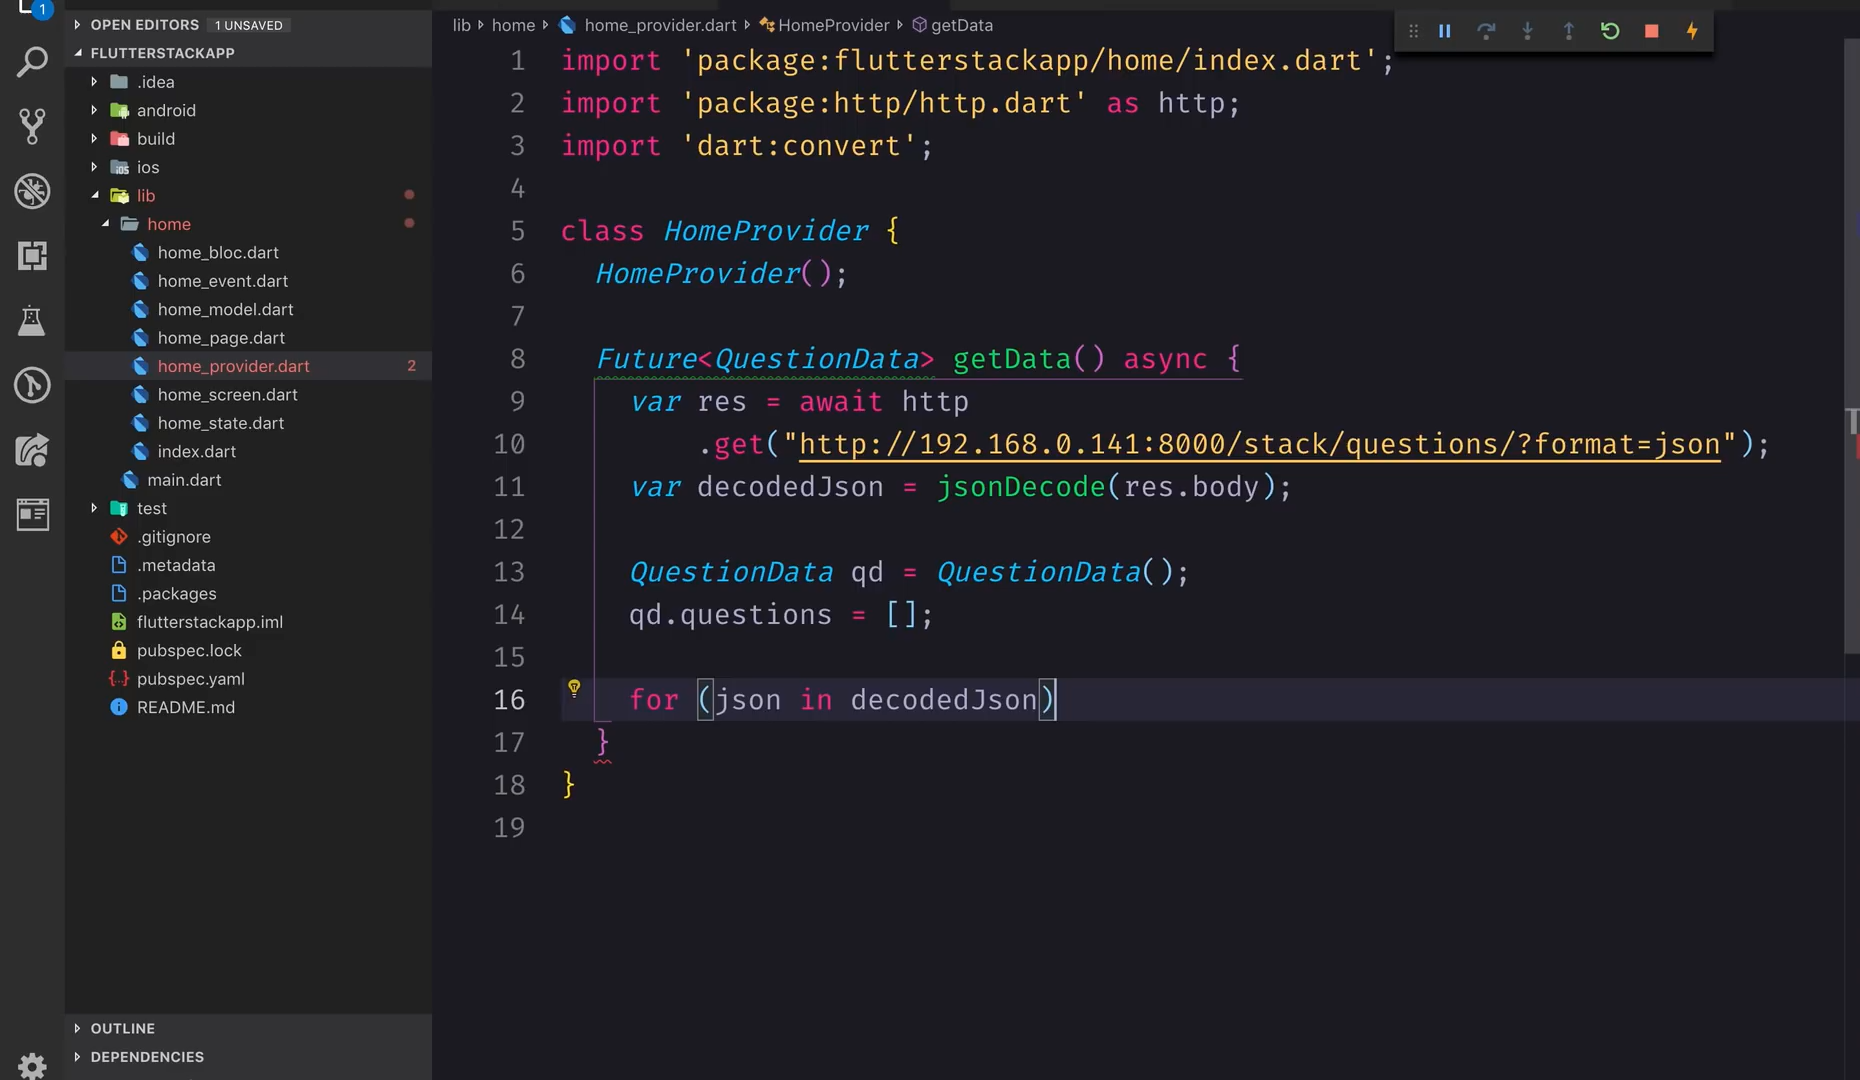 1
OPEN EDITORS 1 UNSAVED
FLUTTERSTACKAPP
.idea
android
build
ios
lib
home
home_bloc.dart
home_event.dart
home_model.dart
home_page.dart
home_provider.dart 2
home_screen.dart
home_state.dart
index.dart
main.dart
test
.gitignore
.metadata
.packages
flutterstackapp.iml
pubspec.lock
pubspec.yaml
README.md
OUTLINE
DEPENDENCIES
lib home home_provider.dart HomeProvider getData
1 import 'package:flutterstackapp/home/index.dart';
2 import 'package:http/http.dart' as http;
3 import 'dart:convert';
4
5 class HomeProvider {
6 HomeProvider();
7
8 Future<QuestionData> getData() async {
9 var res = await http
10 .get("http://192.168.0.141:8000/stack/questions/?format=json");
11 var decodedJson = jsonDecode(res.body);
12
13 QuestionData qd = QuestionData();
14 qd.questions = [];
15
16 for (json in decodedJson)
17 }
18 }
19